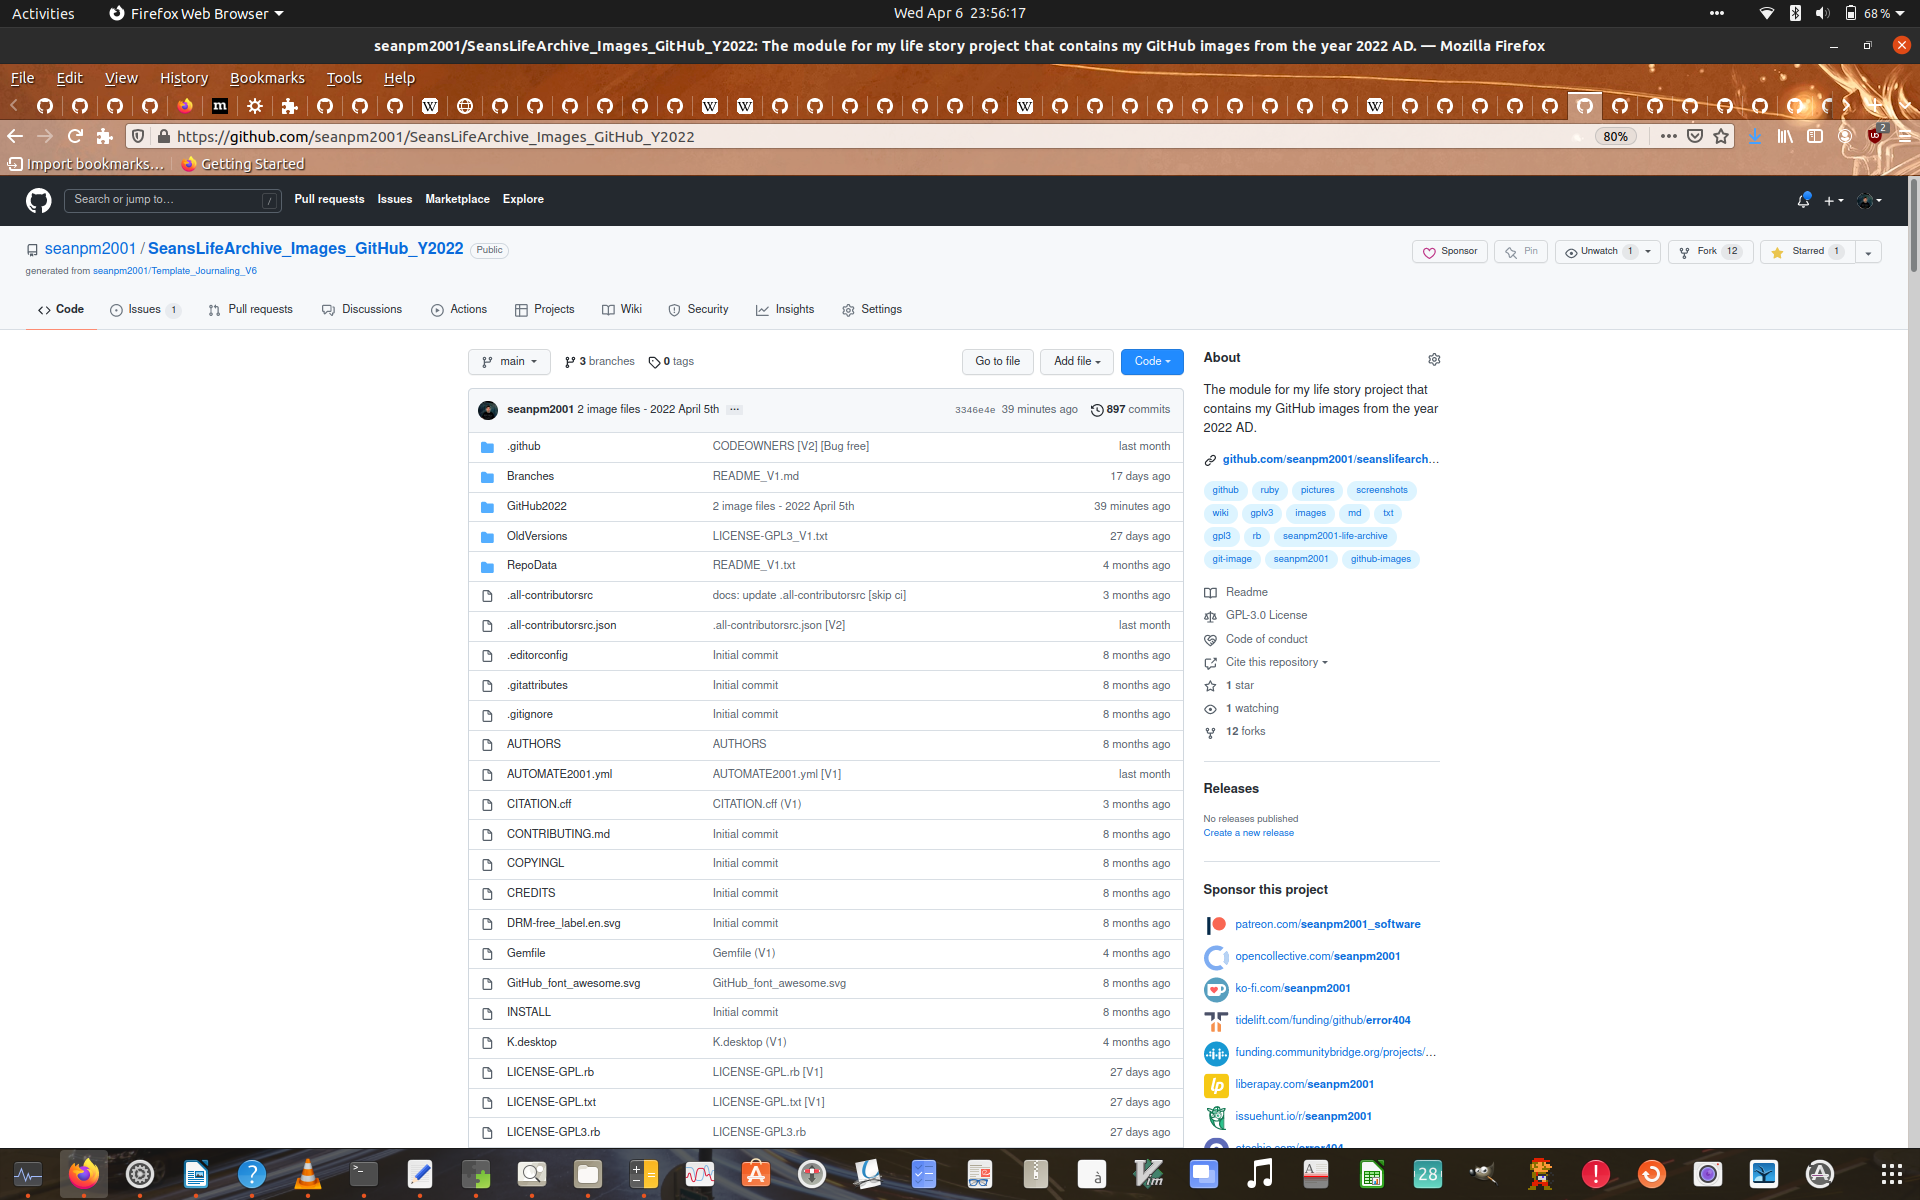 Activities Firefox Web Browser Wed Apr 6 23:56:17 68 %
seanpm2001/SeansLifeArchive_Images_GitHub_Y2022: The module for my life story project that contains my GitHub images from the year 2022 AD. — Mozilla Firefox
File Edit View History Bookmarks Tools Help
https://github.com/seanpm2001/SeansLifeArchive_Images_GitHub_Y2022 80% 2
Import bookmarks… Getting Started
Search or jump to… / Pull requests Issues Marketplace Explore
seanpm2001 / SeansLifeArchive_Images_GitHub_Y2022 Public Sponsor Pin Unwatch 1 Fork 12 Starred 1
generated from seanpm2001/Template_Journaling_V6
Code Issues 1 Pull requests Discussions Actions Projects Wiki Security Insights Settings
main 3 branches 0 tags Go to file Add file Code
seanpm2001 2 image files - 2022 April 5th ... 3346e4e 39 minutes ago 897 commits
.github CODEOWNERS [V2] [Bug free] last month
Branches README_V1.md 17 days ago
GitHub2022 2 image files - 2022 April 5th 39 minutes ago
OldVersions LICENSE-GPL3_V1.txt 27 days ago
RepoData README_V1.txt 4 months ago
.all-contributorsrc docs: update .all-contributorsrc [skip ci] 3 months ago
.all-contributorsrc.json .all-contributorsrc.json [V2] last month
.editorconfig Initial commit 8 months ago
.gitattributes Initial commit 8 months ago
.gitignore Initial commit 8 months ago
AUTHORS AUTHORS 8 months ago
AUTOMATE2001.yml AUTOMATE2001.yml [V1] last month
CITATION.cff CITATION.cff (V1) 3 months ago
CONTRIBUTING.md Initial commit 8 months ago
COPYINGL Initial commit 8 months ago
CREDITS Initial commit 8 months ago
DRM-free_label.en.svg Initial commit 8 months ago
Gemfile Gemfile (V1) 4 months ago
GitHub_font_awesome.svg GitHub_font_awesome.svg 8 months ago
INSTALL Initial commit 8 months ago
K.desktop K.desktop (V1) 4 months ago
LICENSE-GPL.rb LICENSE-GPL.rb [V1] 27 days ago
LICENSE-GPL.txt LICENSE-GPL.txt [V1] 27 days ago
LICENSE-GPL3.rb LICENSE-GPL3.rb 27 days ago
About
The module for my life story project that
contains my GitHub images from the year
2022 AD.
github.com/seanpm2001/seanslifearch…
github ruby pictures screenshots
wiki gplv3 images md txt
gpl3 rb seanpm2001-life-archive
git-image seanpm2001 github-images
Readme
GPL-3.0 License
Code of conduct
Cite this repository
1 star
1 watching
12 forks
Releases
No releases published
Create a new release
Sponsor this project
patreon.com/seanpm2001_software
opencollective.com/seanpm2001
ko-fi.com/seanpm2001
tidelift.com/funding/github/error404
funding.communitybridge.org/projects/…
liberapay.com/seanpm2001
issuehunt.io/r/seanpm2001
28